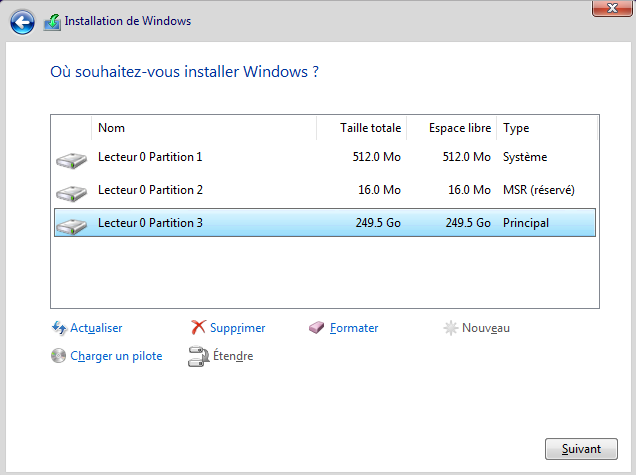 Installation de Windows
Où souhaitez-vous installer Windows ?
Nom Taille totale Espace libre Type
Lecteur 0 Partition 1 512.0 Mo 512.0 Mo Système
Lecteur 0 Partition 2 16.0 Mo 16.0 Mo MSR (réservé)
Lecteur 0 Partition 3 249.5 Go 249.5 Go Principal
Actualiser Supprimer Formater Nouveau
Charger un pilote Étendre
Suivant